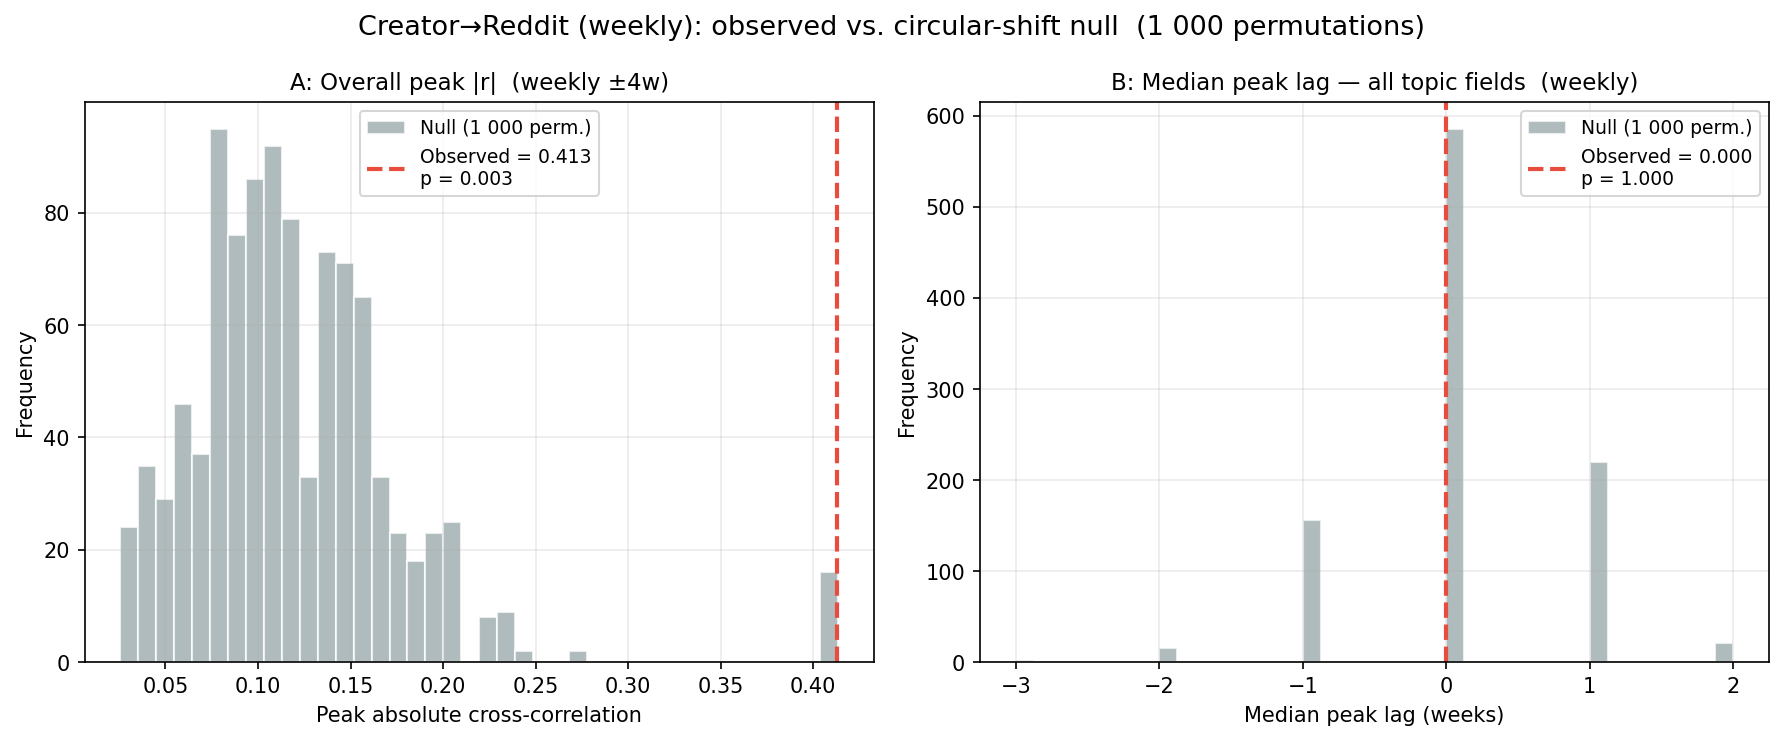 Creator→Reddit (weekly): observed vs. circular-shift null  (1 000 permutations)
A: Overall peak |r|  (weekly ±4w)
Null (1 000 perm.)
Observed = 0.413
p = 0.003
Frequency
0
20
40
60
80
0.05
0.10
0.15
0.20
0.25
0.30
0.35
0.40
Peak absolute cross-correlation
B: Median peak lag — all topic fields  (weekly)
Null (1 000 perm.)
Observed = 0.000
p = 1.000
Frequency
0
100
200
300
400
500
600
−3
−2
−1
0
1
2
Median peak lag (weeks)